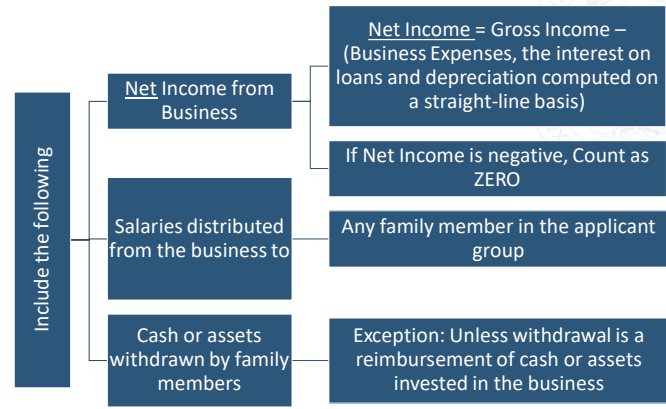 Include the following
Net Income from
Business
Net Income = Gross Income –
(Business Expenses, the interest on
loans and depreciation computed on
a straight-line basis)
If Net Income is negative, Count as
ZERO
Salaries distributed
from the business to
Any family member in the applicant
group
Cash or assets
withdrawn by family
members
Exception: Unless withdrawal is a
reimbursement of cash or assets
invested in the business